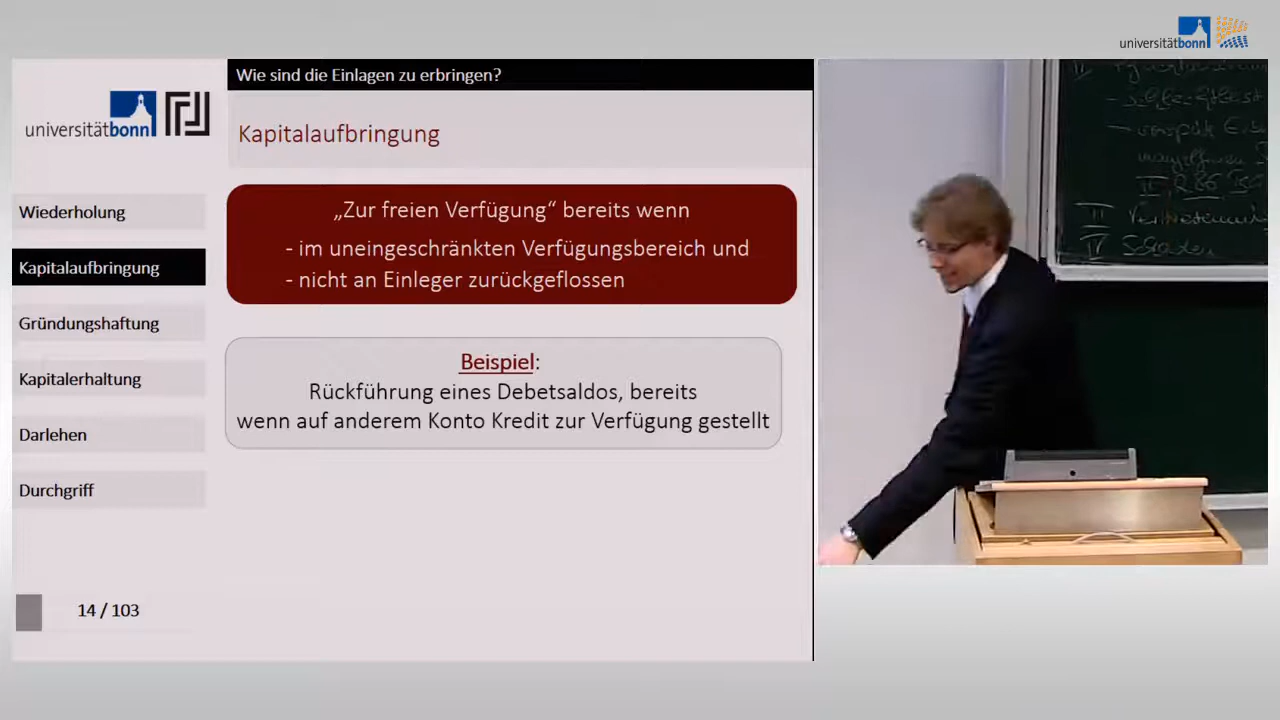 universitätbonn
Wie sind die Einlagen zu erbringen?
universitätbonn
Kapitalaufbringung
„Zur freien Verfügung“ bereits wenn
- im uneingeschränkten Verfügungsbereich und
- nicht an Einleger zurückgeflossen
Beispiel:
Rückführung eines Debetsaldos, bereits
wenn auf anderem Konto Kredit zur Verfügung gestellt
Wiederholung
Kapitalaufbringung
Gründungshaftung
Kapitalerhaltung
Darlehen
Durchgriff
14 / 103
IV Schaden